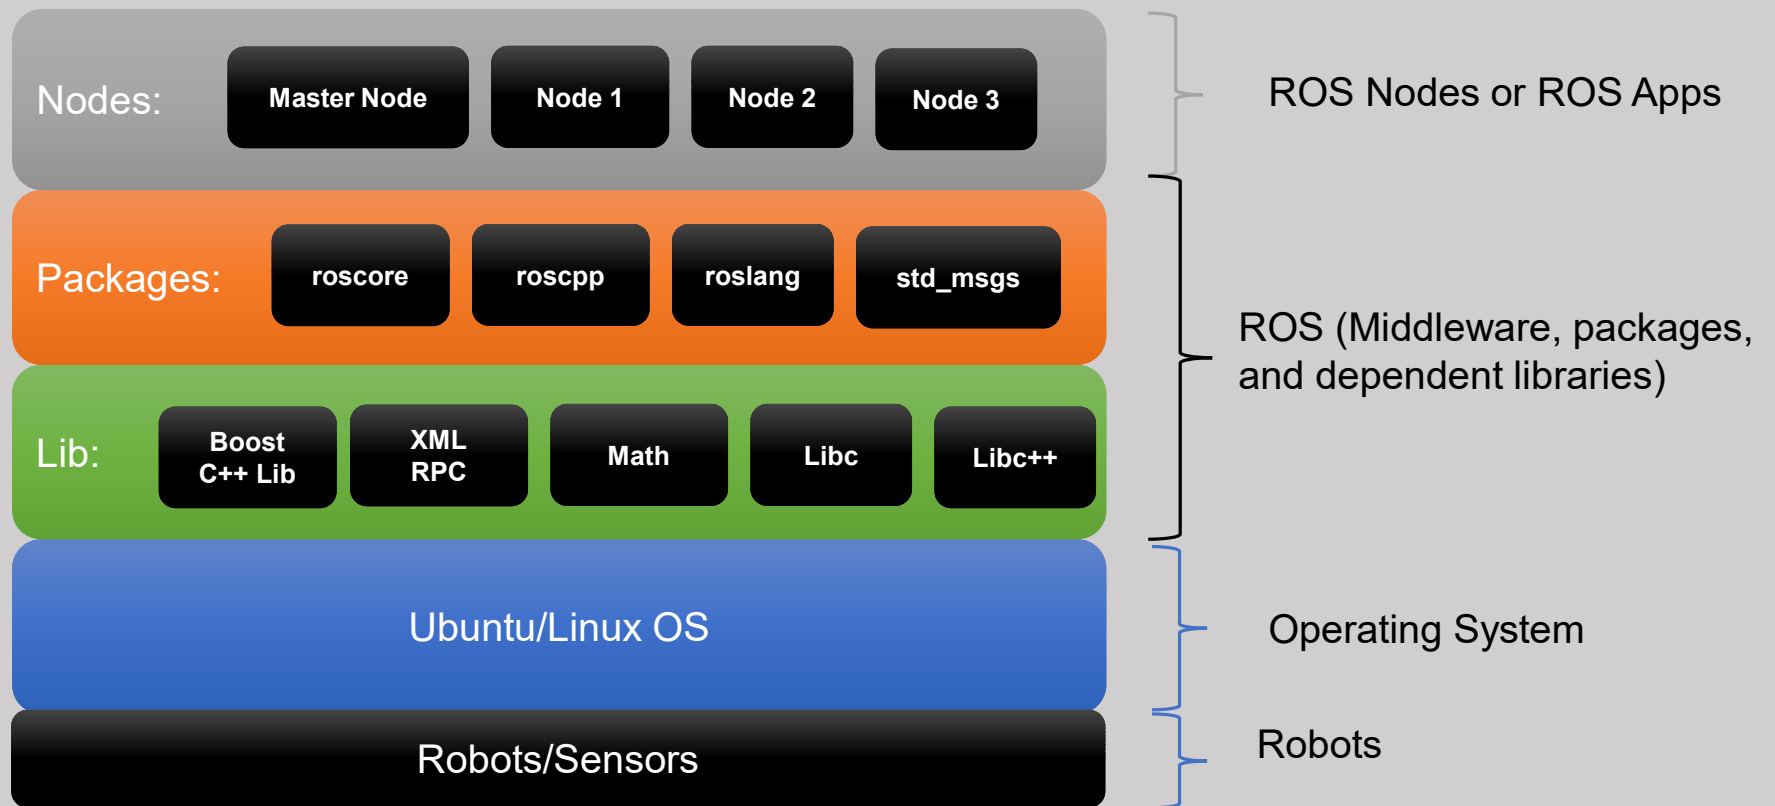 Nodes:
Master Node
Node 1
Node 2
Node 3
ROS Nodes or ROS Apps
Packages:
roscore
roscpp
roslang
std_msgs
ROS (Middleware, packages,
and dependent libraries)
Lib:
Boost
C++ Lib
XML
RPC
Math
Libc
Libc++
Ubuntu/Linux OS
Operating System
Robots/Sensors
Robots